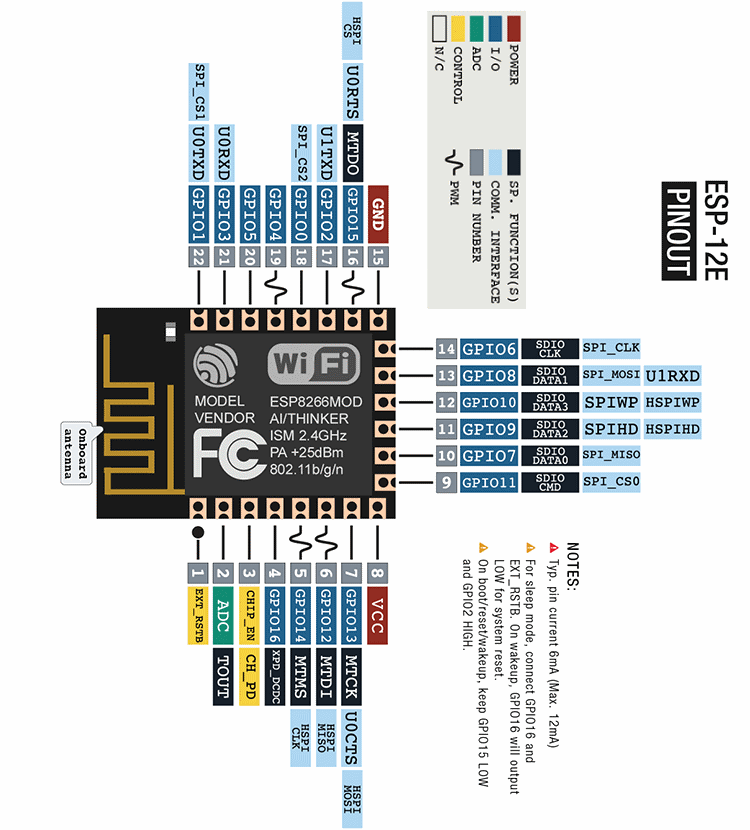 ESP-12E
PINOUT
POWER
I/O
ADC
CONTROL
N/C
SP. FUNCTION(S)
COMM. INTERFACE
PIN NUMBER
PWM
HSPI
CS
SPI_CS1
U0RTS
U0TXD
U0RXD
SPI_CS2
U1TXD
MTDO
GPIO1
GPIO3
GPIO5
GPIO4
GPIO0
GPIO2
GPIO15
GND
22
21
20
19
18
17
16
15
14 GPIO6 SDIO CLK SPI_CLK
13 GPIO8 SDIO DATA1 SPI_MOSI U1RXD
12 GPIO10 SDIO DATA3 SPIWP HSPIWP
11 GPIO9 SDIO DATA2 SPIHD HSPIHD
10 GPIO7 SDIO DATA0 SPI_MISO
9 GPIO11 SDIO CMD SPI_CS0
WiFi
MODEL ESP8266MOD
VENDOR AI/THINKER
ISM 2.4GHz
PA +25dBm
802.11b/g/n
FC
onboard
antenna
1 EXT_RSTB
2 ADC TOUT
3 CHIP_EN CH_PD
4 GPIO16 XPD_DCDC
5 GPIO14 MTMS HSPI CLK
6 GPIO12 MTDI HSPI MISO
7 GPIO13 MTCK U0CTS HSPI MOSI
8 VCC
NOTES:
Typ. pin current 6mA (Max. 12mA)
For sleep mode, connect GPIO16 and
EXT_RSTB. On wakeup, GPIO16 will output
LOW for system reset.
On boot/reset/wakeup, keep GPIO15 LOW
and GPIO2 HIGH.